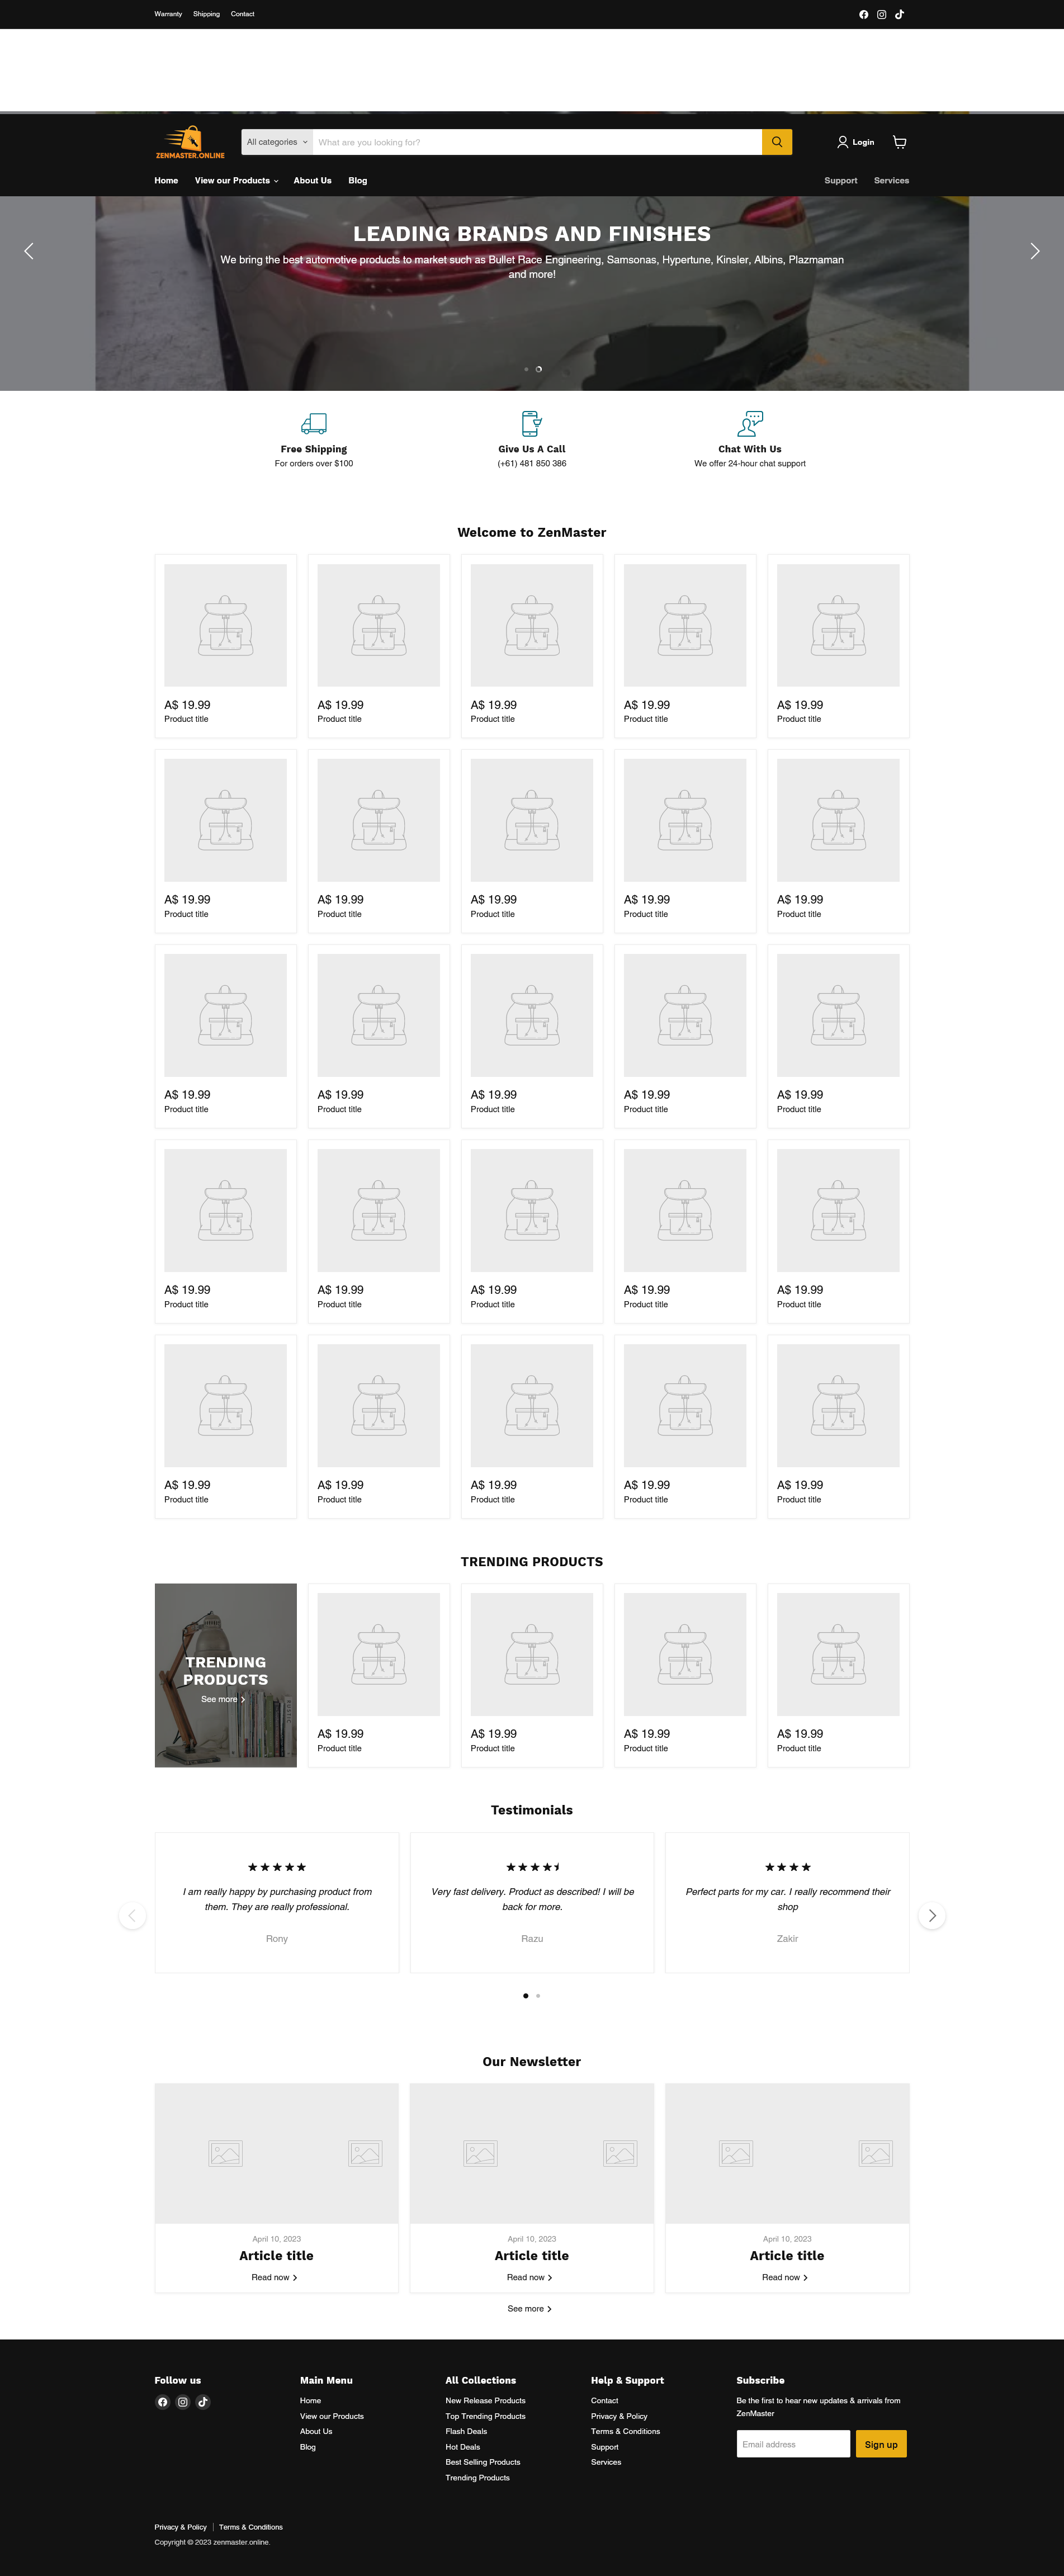 Warranty Shipping Contact
ZENMASTER.ONLINE
All categories What are you looking for? Login
Home View our Products About Us Blog Support Services
LEADING BRANDS AND FINISHES
We bring the best automotive products to market such as Bullet Race Engineering, Samsonas, Hypertune, Kinsler, Albins, Plazmaman
and more!
Free Shipping Give Us A Call Chat With Us
For orders over $100 (+61) 481 850 386 We offer 24-hour chat support
Welcome to ZenMaster
A$ 19.99 A$ 19.99 A$ 19.99 A$ 19.99 A$ 19.99
Product title Product title Product title Product title Product title
A$ 19.99 A$ 19.99 A$ 19.99 A$ 19.99 A$ 19.99
Product title Product title Product title Product title Product title
A$ 19.99 A$ 19.99 A$ 19.99 A$ 19.99 A$ 19.99
Product title Product title Product title Product title Product title
A$ 19.99 A$ 19.99 A$ 19.99 A$ 19.99 A$ 19.99
Product title Product title Product title Product title Product title
A$ 19.99 A$ 19.99 A$ 19.99 A$ 19.99 A$ 19.99
Product title Product title Product title Product title Product title
TRENDING PRODUCTS
TRENDING
PRODUCTS
See more
A$ 19.99 A$ 19.99 A$ 19.99 A$ 19.99
Product title Product title Product title Product title
Testimonials
I am really happy by purchasing product from
them. They are really professional.
Rony
Very fast delivery. Product as described! I will be
back for more.
Razu
Perfect parts for my car. I really recommend their
shop
Zakir
Our Newsletter
April 10, 2023 April 10, 2023 April 10, 2023
Article title Article title Article title
Read now Read now Read now
See more
Follow us
Main Menu
Home
View our Products
About Us
Blog
All Collections
New Release Products
Top Trending Products
Flash Deals
Hot Deals
Best Selling Products
Trending Products
Help & Support
Contact
Privacy & Policy
Terms & Conditions
Support
Services
Subscribe
Be the first to hear new updates & arrivals from
ZenMaster
Email address Sign up
Privacy & Policy Terms & Conditions
Copyright © 2023 zenmaster.online.